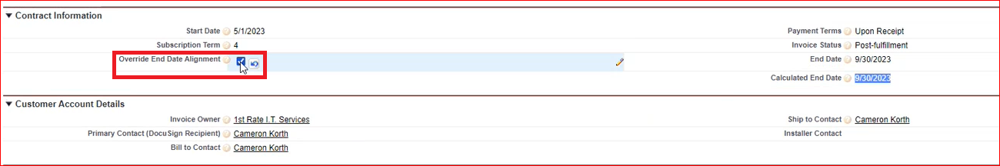 Contract Information
Start Date 5/1/2023 Payment Terms Upon Receipt
Subscription Term 4 Invoice Status Post-fulfillment
Override End Date Alignment End Date 9/30/2023
Calculated End Date 9/30/2023
Customer Account Details
Invoice Owner 1st Rate I.T. Services Ship to Contact Cameron Korth
Primary Contact (DocuSign Recipient) Cameron Korth Installer Contact
Bill to Contact Cameron Korth